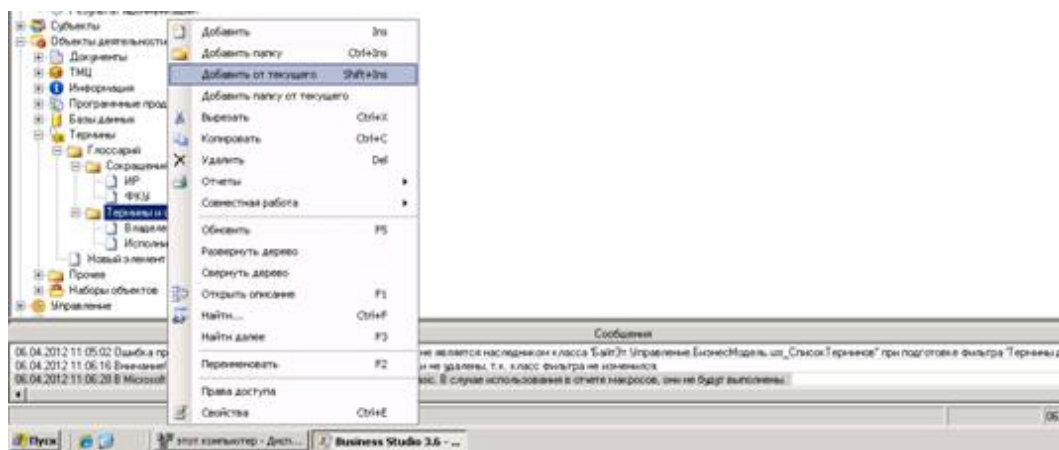 Субъекты
Объекты деятельности
Документы
ТМЦ
Информация
Программные прод
Базы данных
Термины
Глоссарий
Сокращения
ИР
ФКУ
Термины и о
Владеле
Исполни
Новый элемент
Прочее
Наборы объектов
Управление
Добавить Ins
Добавить папку Ctrl+Ins
Добавить от текущего Shift+Ins
Добавить папку от текущего
Вырезать Ctrl+X
Копировать Ctrl+C
Удалить Del
Отчеты
Совместная работа
Обновить F5
Развернуть дерево
Свернуть дерево
Открыть описание F1
Найти... Ctrl+F
Найти далее F3
Переименовать F2
Права доступа
Свойства Ctrl+E
Сообщения
06.04.2012 11:05:02 Ошибка пр не является наследником класса "БайтЭт.Управление.БизнесМодель.шз_СписокТерминов" при подготовке фильтра "Термины
06.04.2012 11:06:16 Внимание! и не удалены, т.к. класс фильтра не изменился.
06.04.2012 11:06:28 В Microsoft ос. В случае использования в отчете макросов, они не будут выполнены.
06
Пуск этот компьютер - Дисп... Business Studio 3.6 - ...